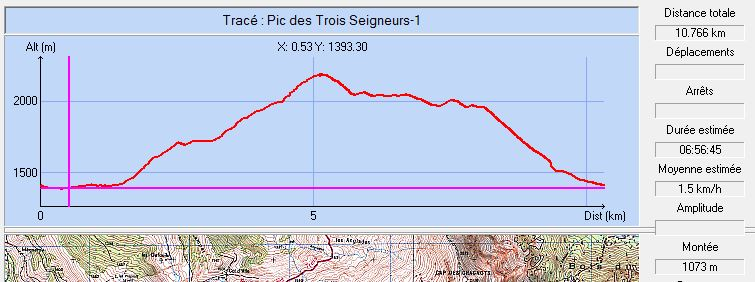 Tracé : Pic des Trois Seigneurs-1
Alt (m)
X: 0.53 Y: 1393.30
2000
1500
0
5
Dist (km)
Distance totale
10.766 km
Déplacements
Arrêts
Durée estimée
06:56:45
Moyenne estimée
1.5 km/h
Amplitude
Montée
1073 m